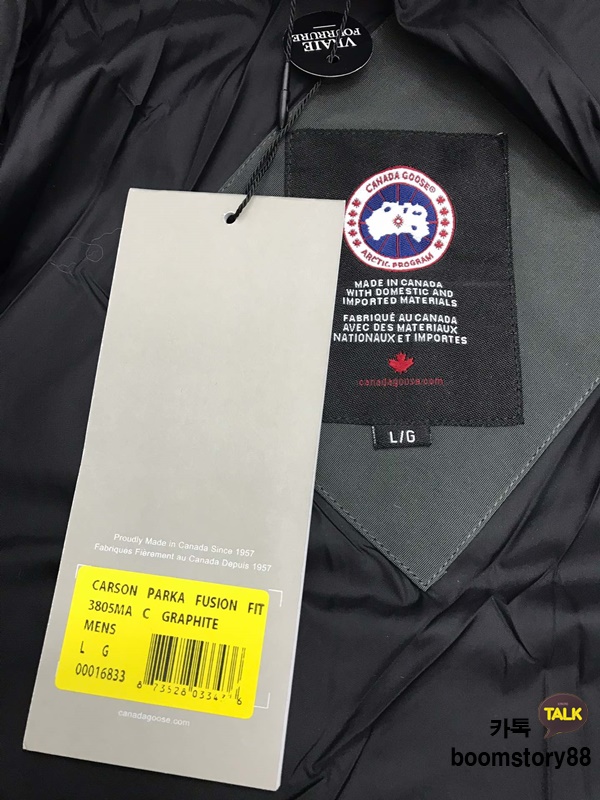 VRAIE
FOURRURE
CANADA GOOSE®
ARCTIC PROGRAM
MADE IN CANADA
WITH DOMESTIC AND
IMPORTED MATERIALS
FABRIQUÉ AU CANADA
AVEC DES MATERIAUX
NATIONAUX ET IMPORTES
canadagoose.com
L/G
Proudly Made in Canada Since 1957
Fabriques Fièrement au Canada Depuis 1957
CARSON PARKA FUSION FIT
3805MA C GRAPHITE
MENS
L G
00016833
canadagoose.com
카톡 TALK
boomstory88